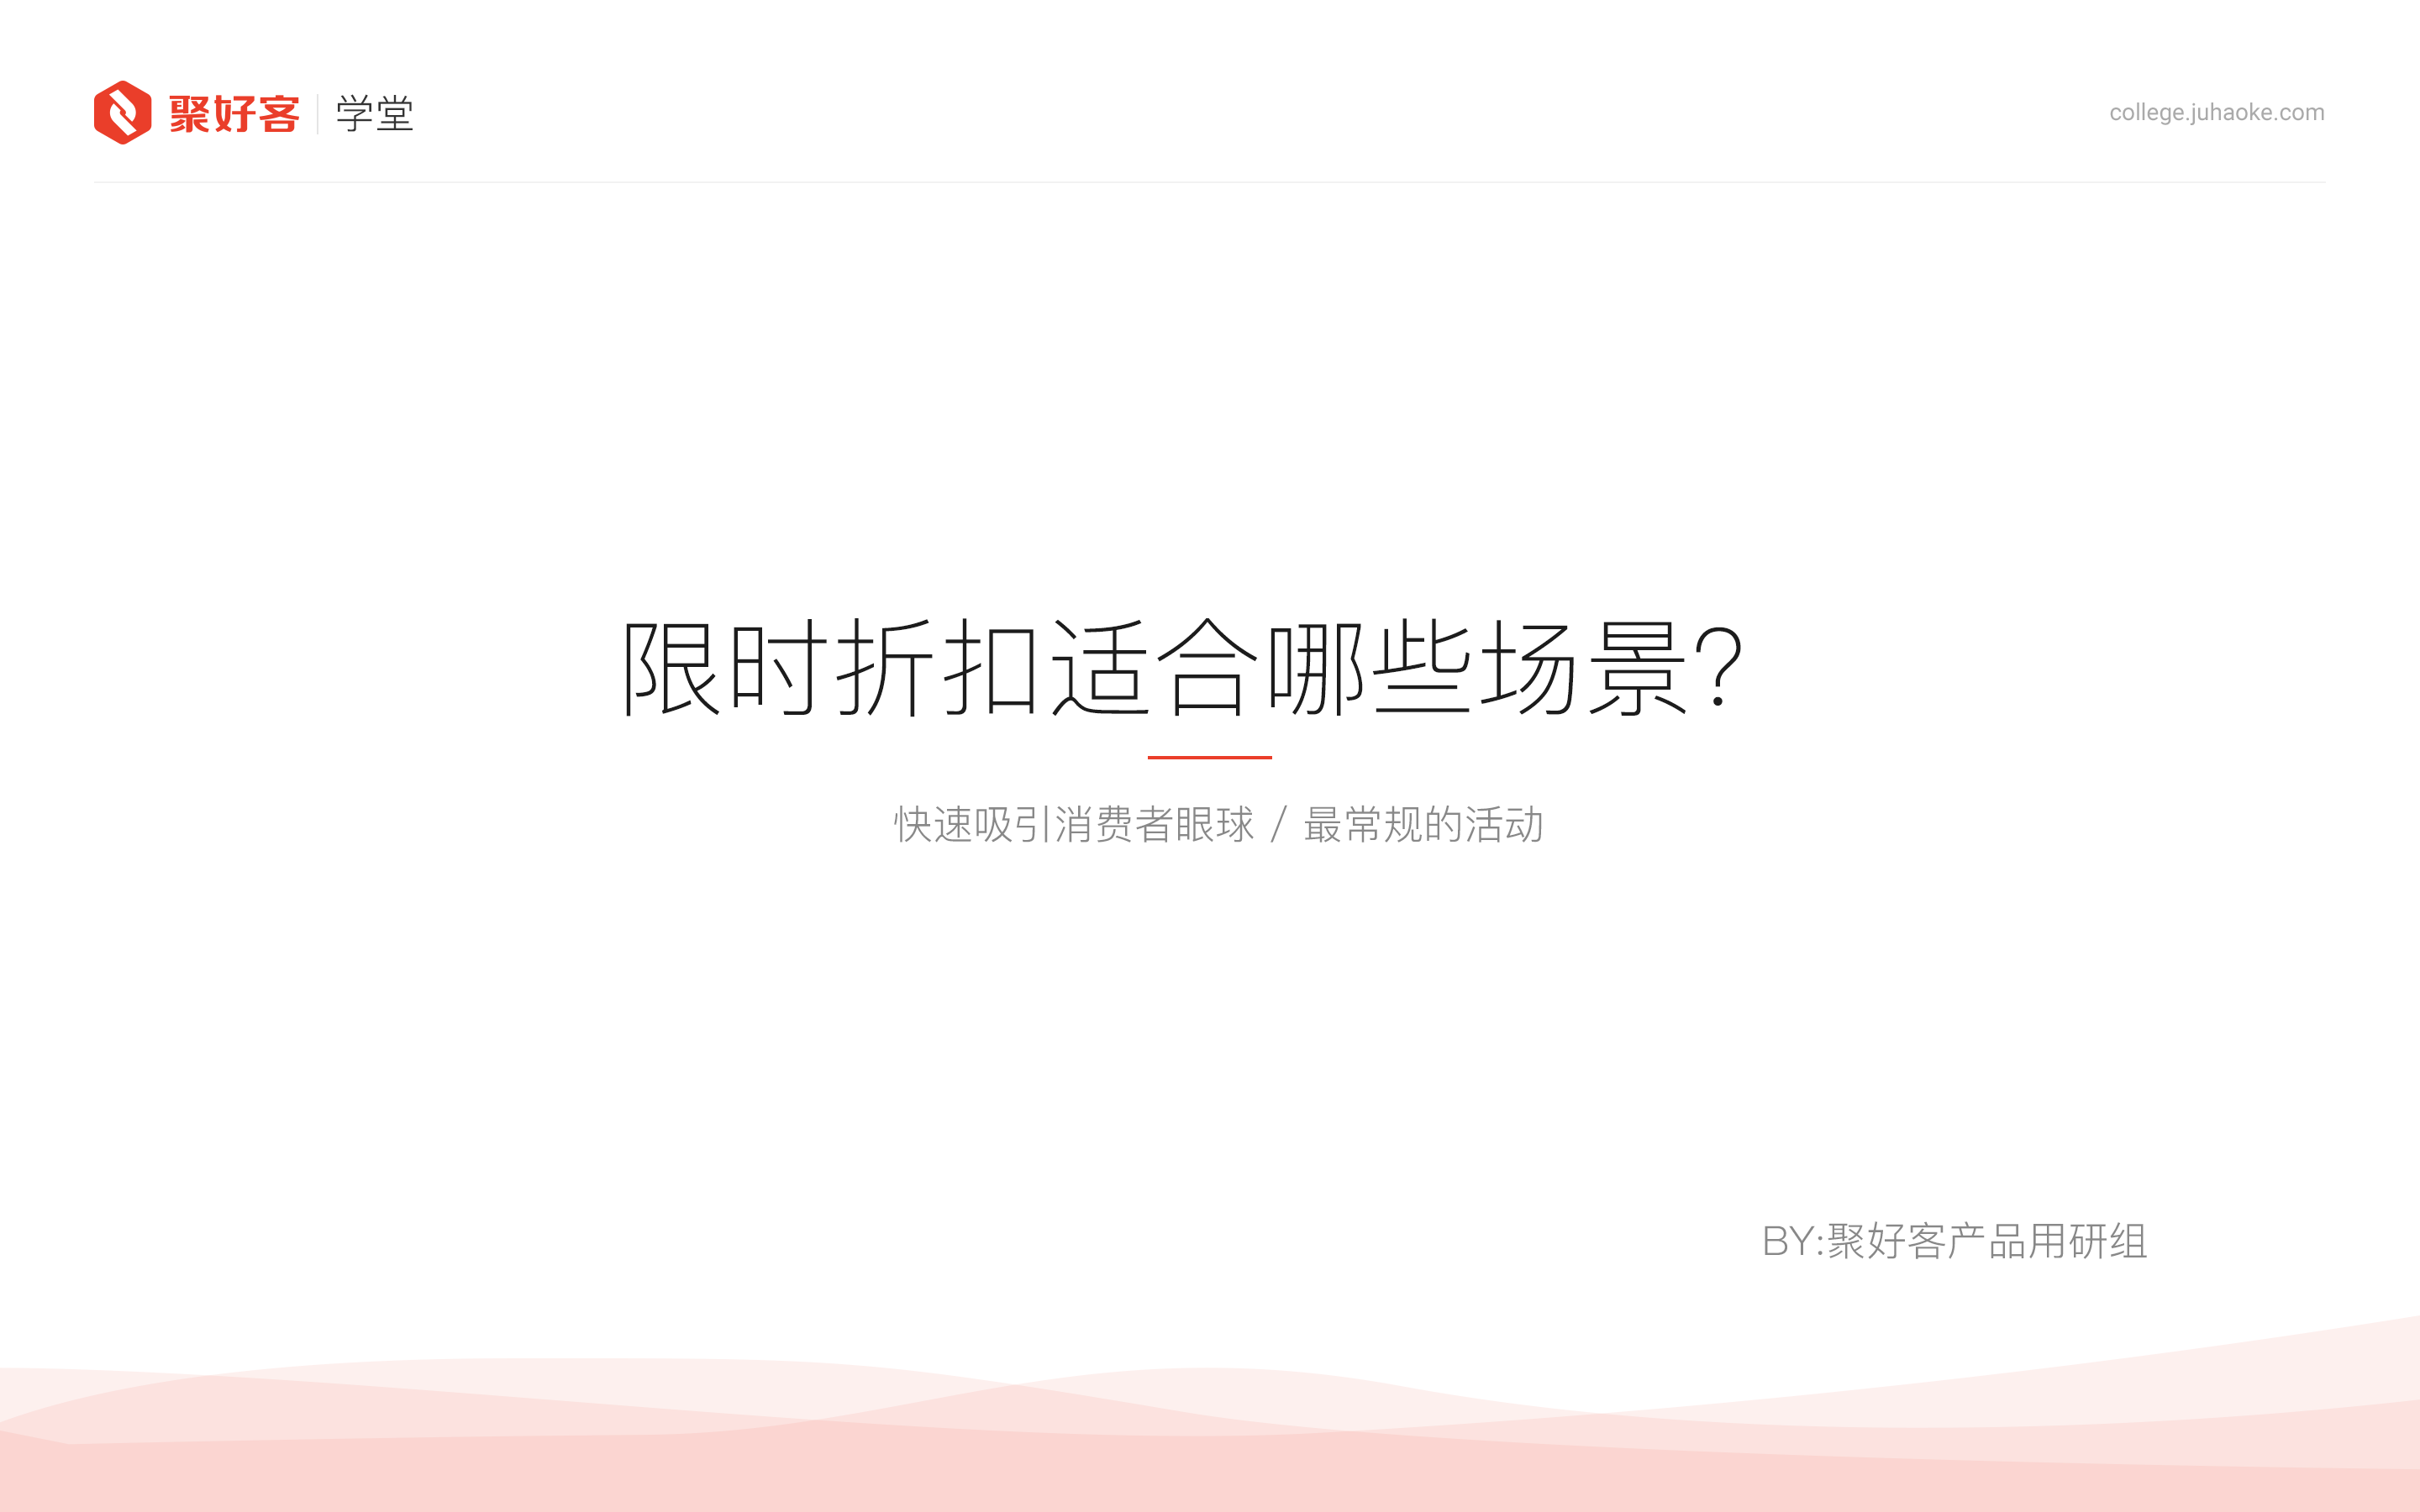 聚好客 学堂
college.juhaoke.com
限时折扣适合哪些场景?
快速吸引消费者眼球 / 最常规的活动
BY:聚好客产品用研组